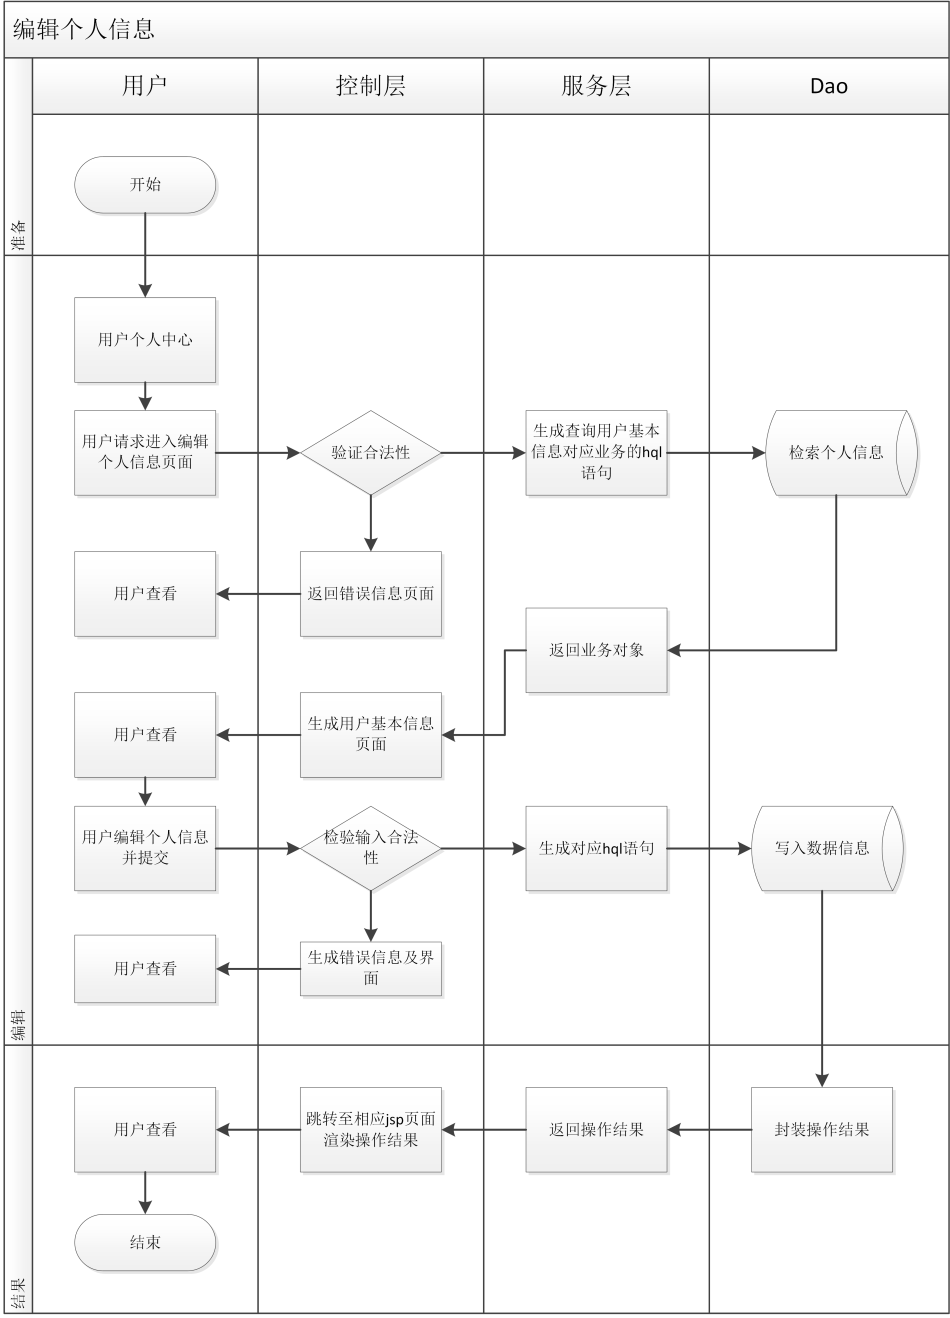 编辑个人信息
用户
控制层
服务层
Dao
准备
开始
编辑
用户个人中心
用户请求进入编辑
个人信息页面
验证合法性
生成查询用户基本
信息对应业务的hql
语句
检索个人信息
用户查看
返回错误信息页面
返回业务对象
用户查看
生成用户基本信息
页面
用户编辑个人信息
并提交
检验输入合法
性
生成对应hql语句
写入数据信息
用户查看
生成错误信息及界
面
结果
用户查看
跳转至相应jsp页面
渲染操作结果
返回操作结果
封装操作结果
结束